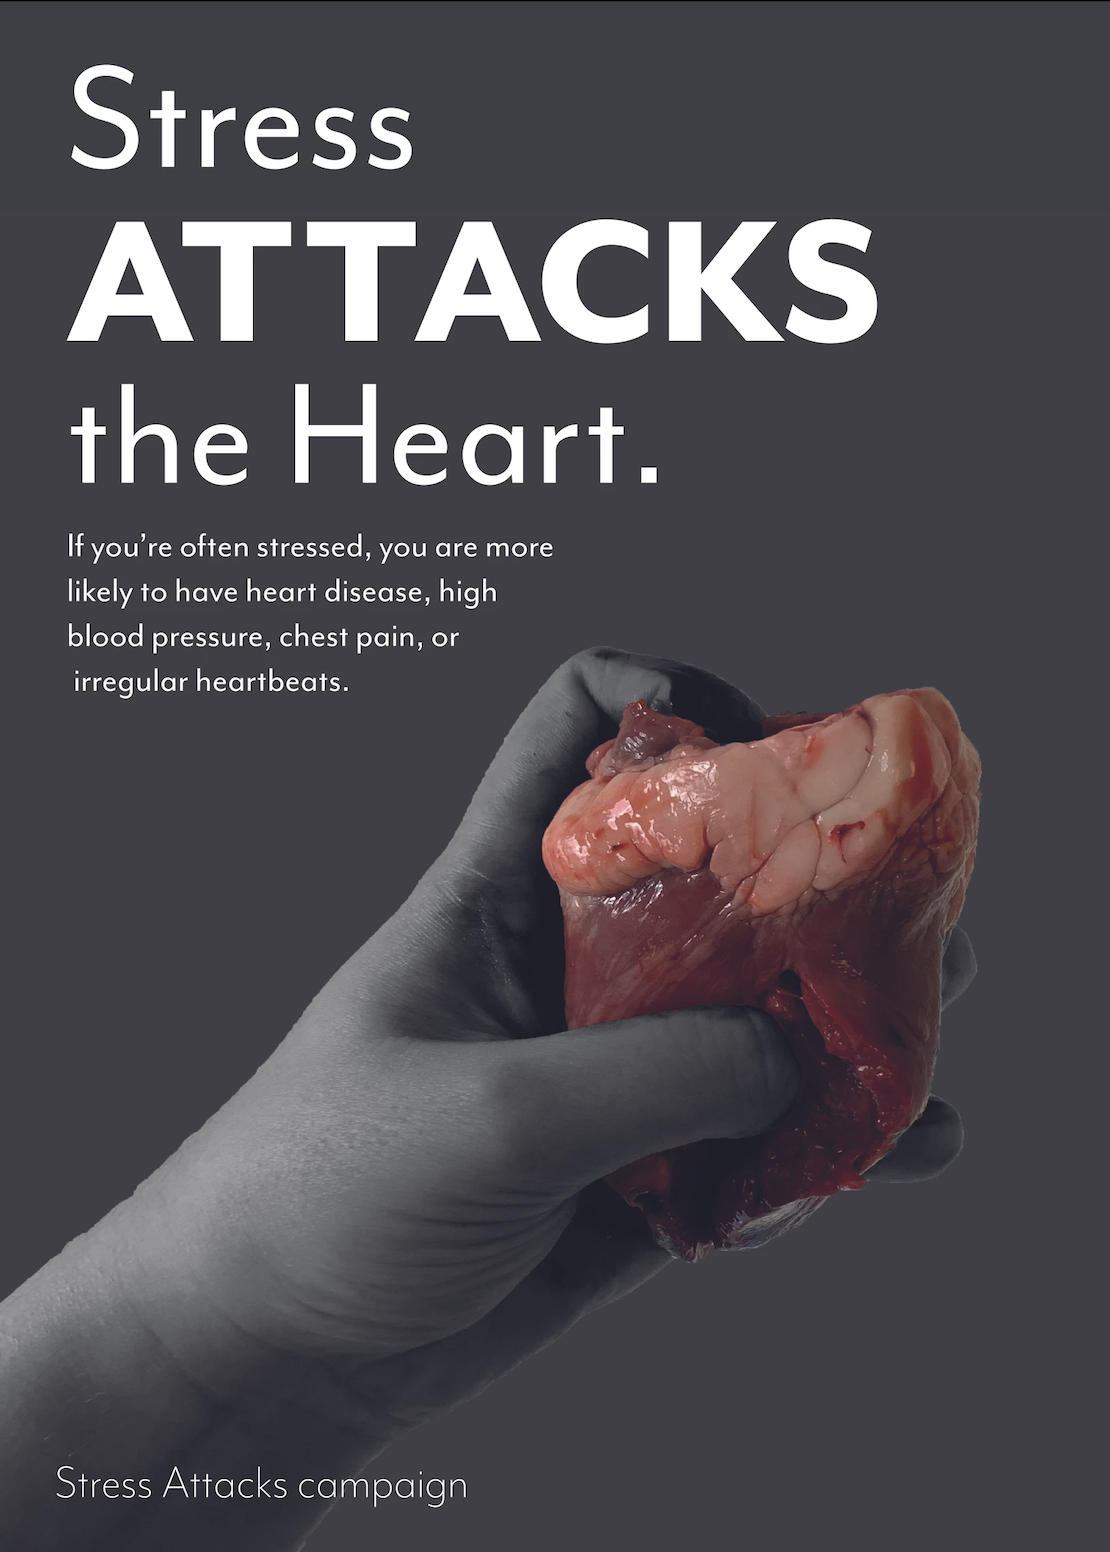 Stress
ATTACKS
the Heart.
If you’re often stressed, you are more
likely to have heart disease, high
blood pressure, chest pain, or
irregular heartbeats.
Stress Attacks campaign